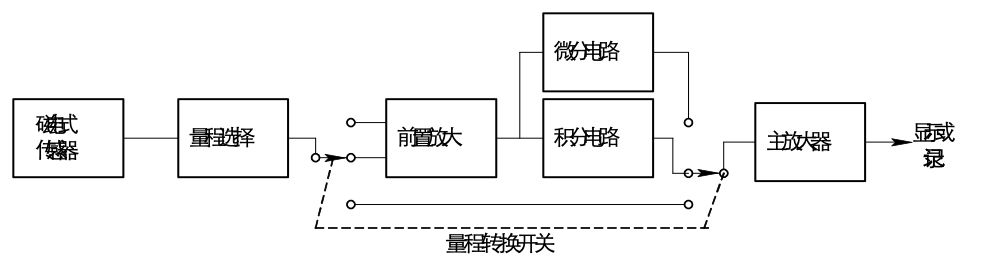 磁电式
传感器
量程选择
前置放大
微分电路
积分电路
主放大器
显示或
记录
量程转换开关